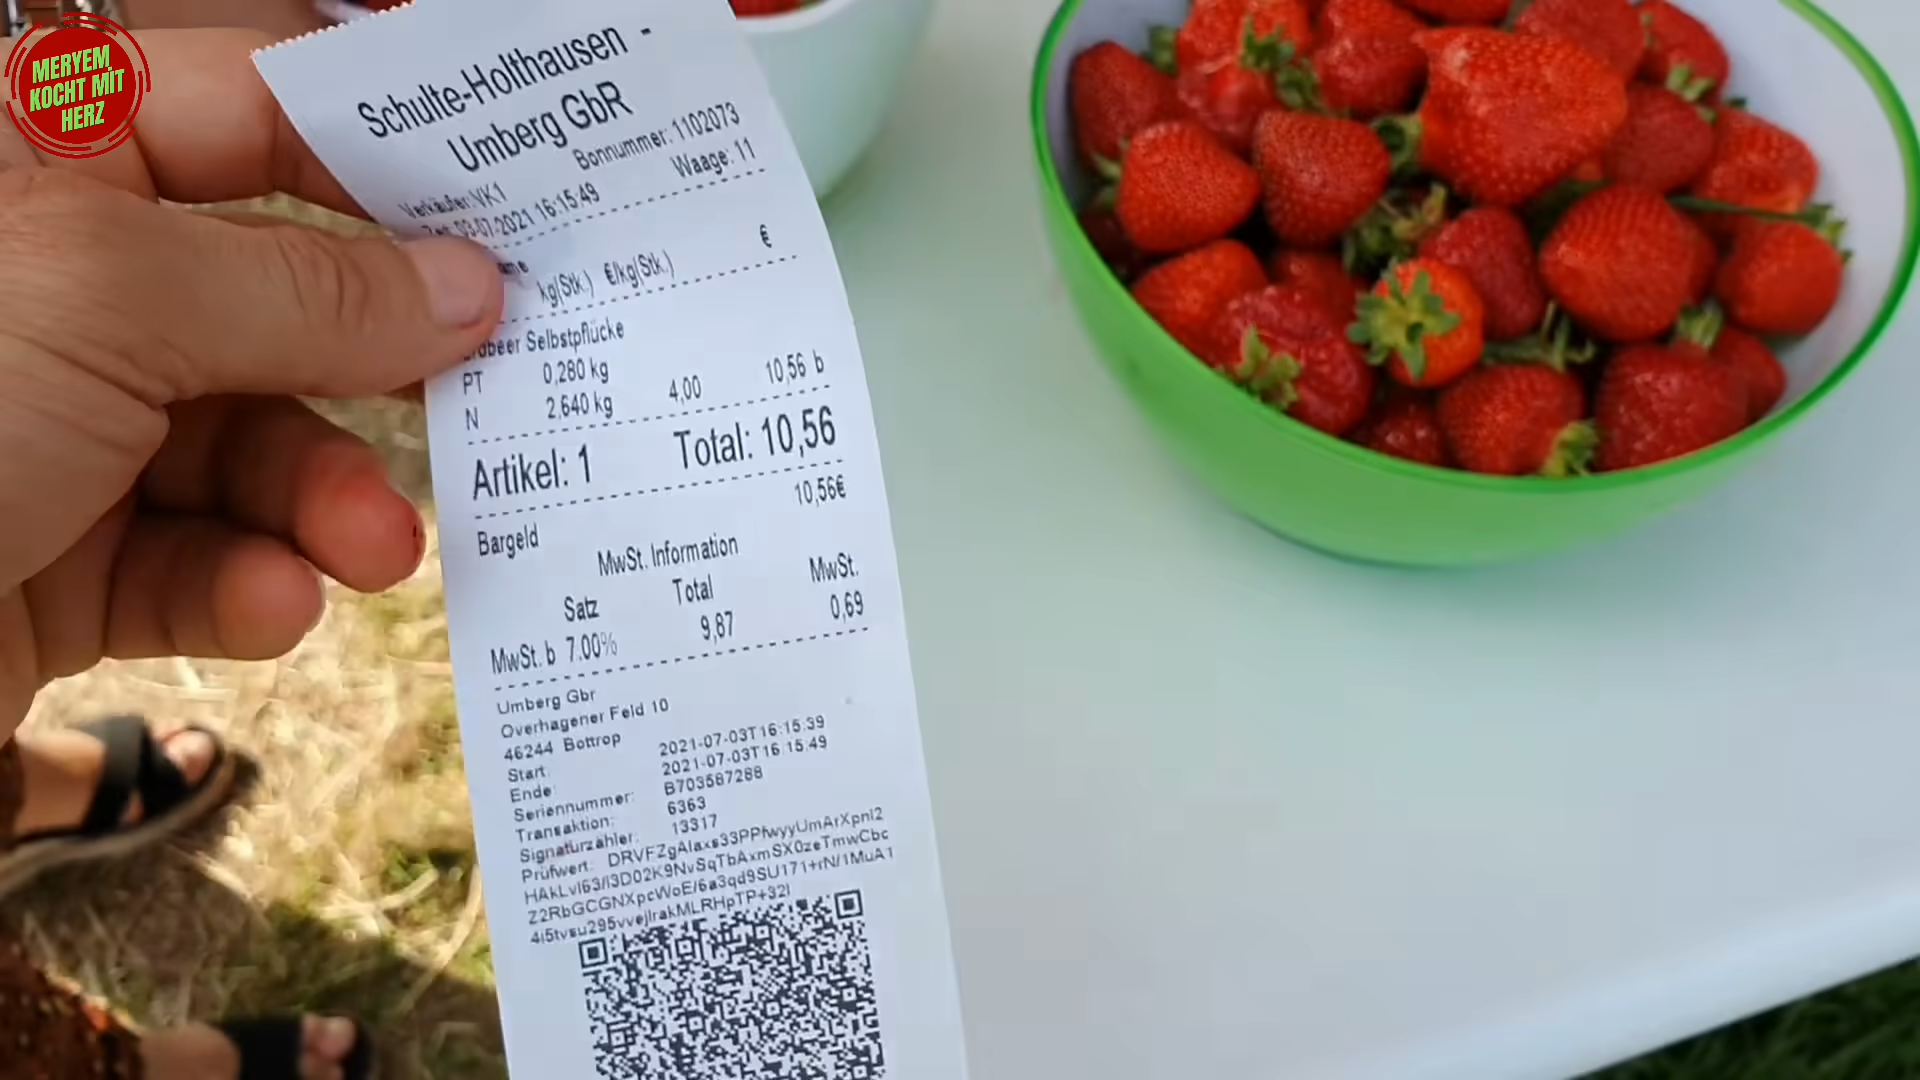 MERYEM
KOCHT MIT
HERZ
Schulte-Holthausen -
Umberg GbR
Bonnummer: 1102073
Verkäufer: VK1
Waage: 11
03-07-2021 16:15:49
€
kg(Stk.) €/kg(Stk.)
Selbstpflücke
PT 0,280 kg
N 2,640 kg 4,00 10,56 b
Artikel: 1 Total: 10,56
Bargeld 10,56€
MwSt. Information
Satz Total MwSt.
MwSt. b 7.00% 9,87 0,69
Umberg Gbr
Overhagener Feld 10
46244 Bottrop
Start: 2021-07-03T16:15:39
Ende: 2021-07-03T16:15:49
Seriennummer: B703587288
Transaktion: 6363
Signaturzähler: 13317
Prüfwert: